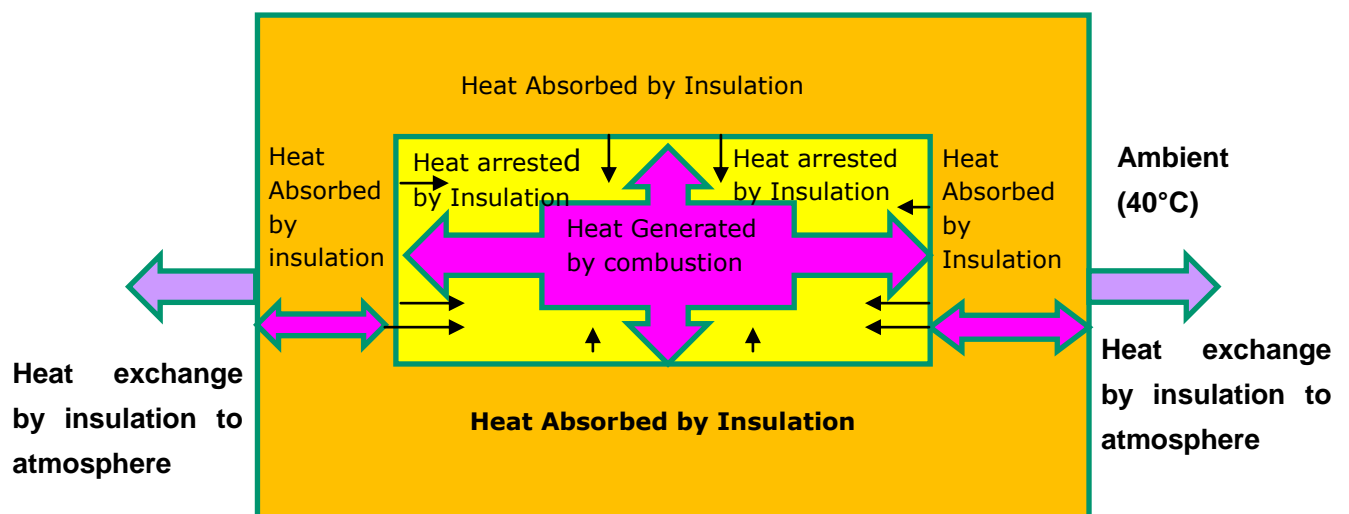 Heat Absorbed by Insulation
Heat
Absorbed
by
insulation
Heat arrested
by Insulation
Heat arrested
by Insulation
Heat
Absorbed
by
Insulation
Ambient
(40°C)
Heat Generated
by combustion
Heat exchange
by insulation to
atmosphere
Heat exchange
by insulation to
atmosphere
Heat Absorbed by Insulation